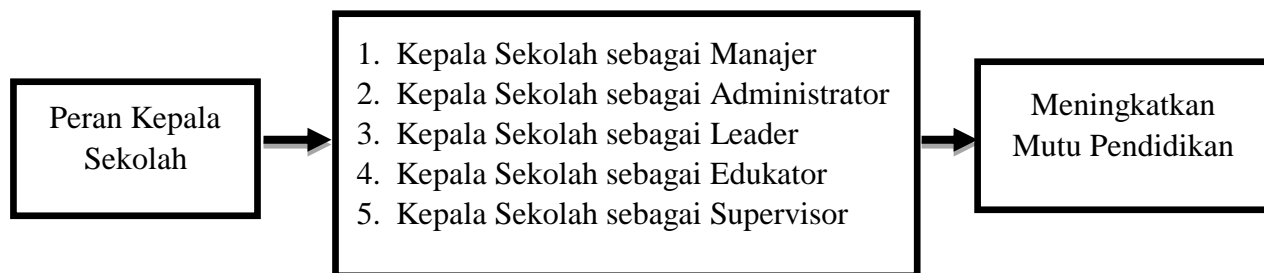 Peran Kepala
Sekolah
1. Kepala Sekolah sebagai Manajer
2. Kepala Sekolah sebagai Administrator
3. Kepala Sekolah sebagai Leader
4. Kepala Sekolah sebagai Edukator
5. Kepala Sekolah sebagai Supervisor
Meningkatkan
Mutu Pendidikan